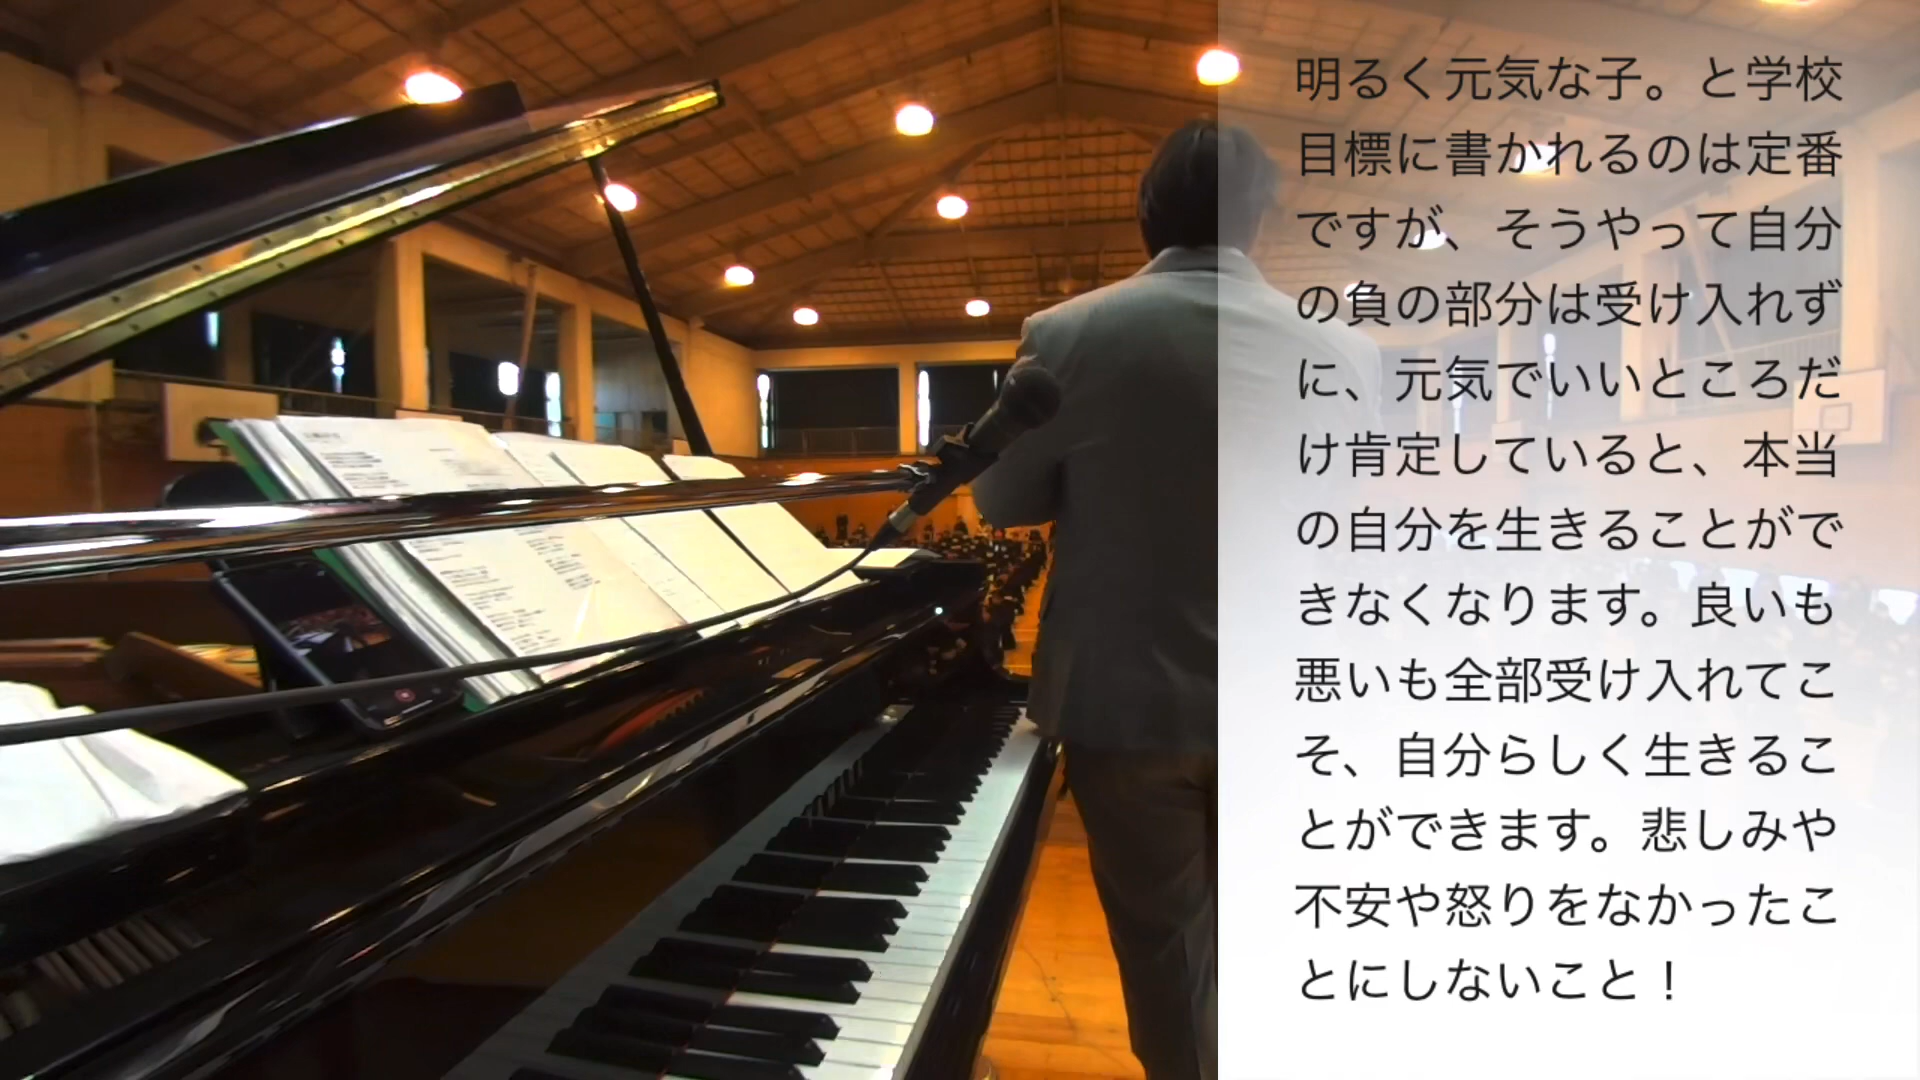 明るく元気な子。と学校
目標に書かれるのは定番
ですが、そうやって自分
の負の部分は受け入れず
に、元気でいいところだ
け肯定していると、本当
の自分を生きることがで
きなくなります。良いも
悪いも全部受け入れてこ
そ、自分らしく生きるこ
とができます。悲しみや
不安や怒りをなかったこ
とにしないこと！